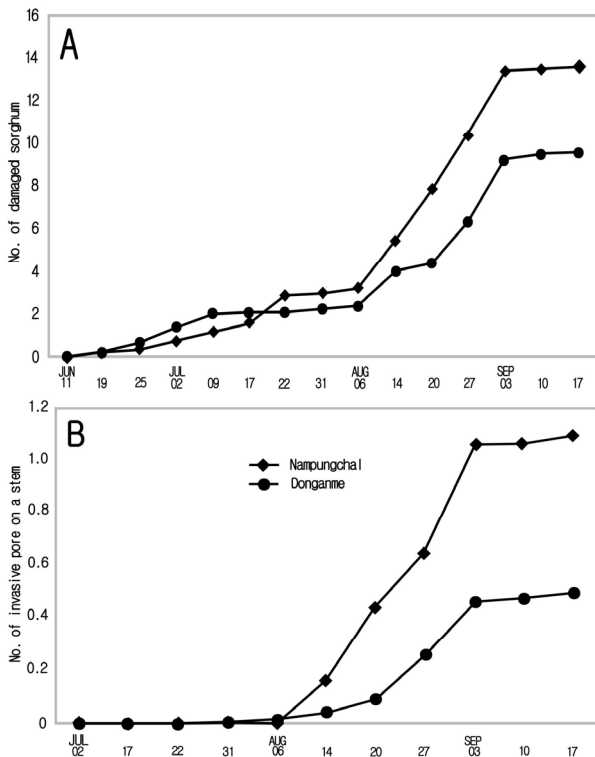 A
No. of damaged sorghum
16
14
12
10
8
6
4
2
0
JUN JUL AUG SEP
11 19 25 02 09 17 22 31 06 14 20 27 03 10 17
B
No. of invasive pore on a stem
1.2
1.0
0.8
0.6
0.4
0.2
0
Nampungchal
Donganme
JUL AUG SEP
02 17 22 31 06 14 20 27 03 10 17